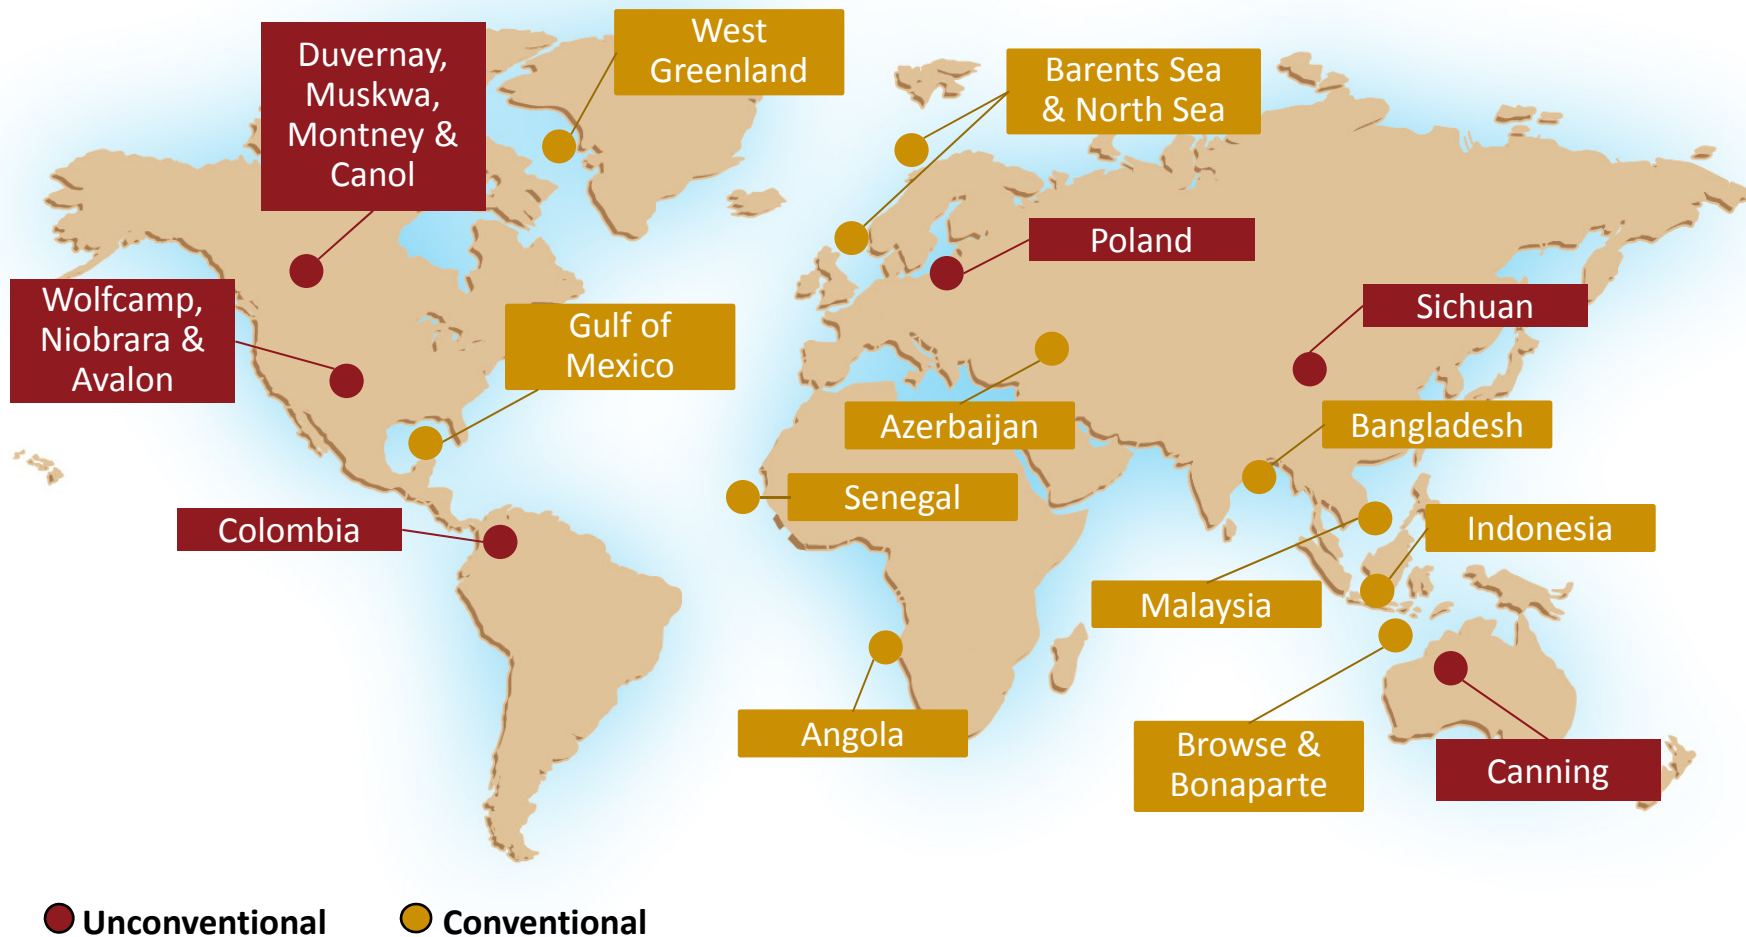 Duvernay,
Muskwa,
Montney &
Canol
West
Greenland
Barents Sea
& North Sea
Poland
Wolfcamp,
Niobrara &
Avalon
Gulf of
Mexico
Sichuan
Azerbaijan
Bangladesh
Senegal
Colombia
Indonesia
Malaysia
Angola
Browse &
Bonaparte
Canning
Unconventional
Conventional